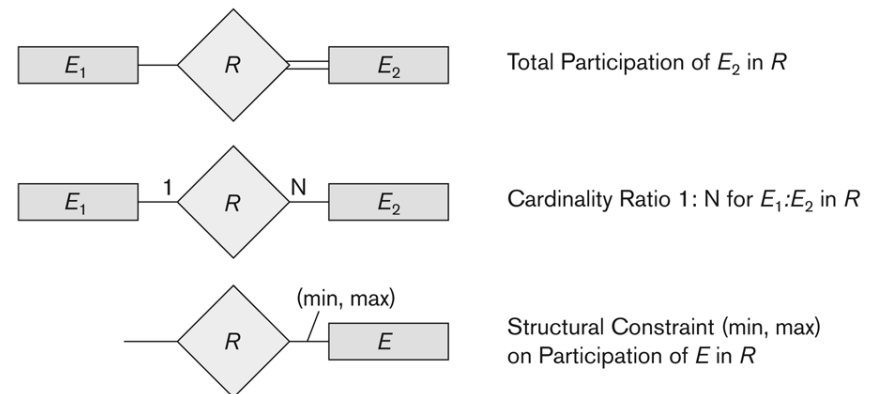 E₁ R E₂ Total Participation of E₂ in R
1 N
E₁ R E₂ Cardinality Ratio 1: N for E₁:E₂ in R
(min, max)
R E Structural Constraint (min, max)
on Participation of E in R